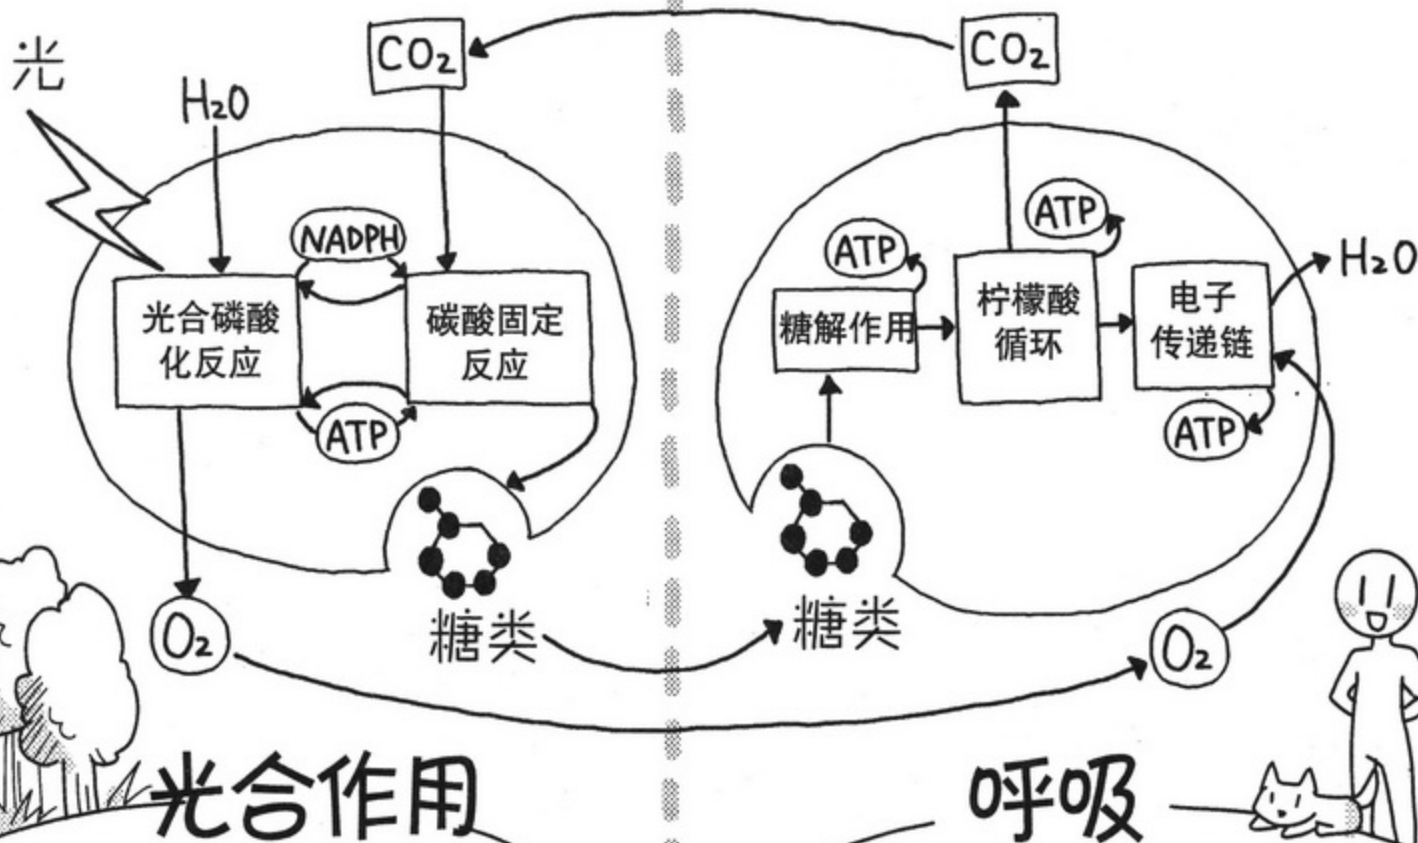 光
H₂O
CO₂
NADPH
光合磷酸
化反应
碳酸固定
反应
ATP
O₂
糖类
光合作用
CO₂
ATP
ATP
糖解作用
柠檬酸
循环
电子
传递链
H₂O
ATP
糖类
O₂
呼吸